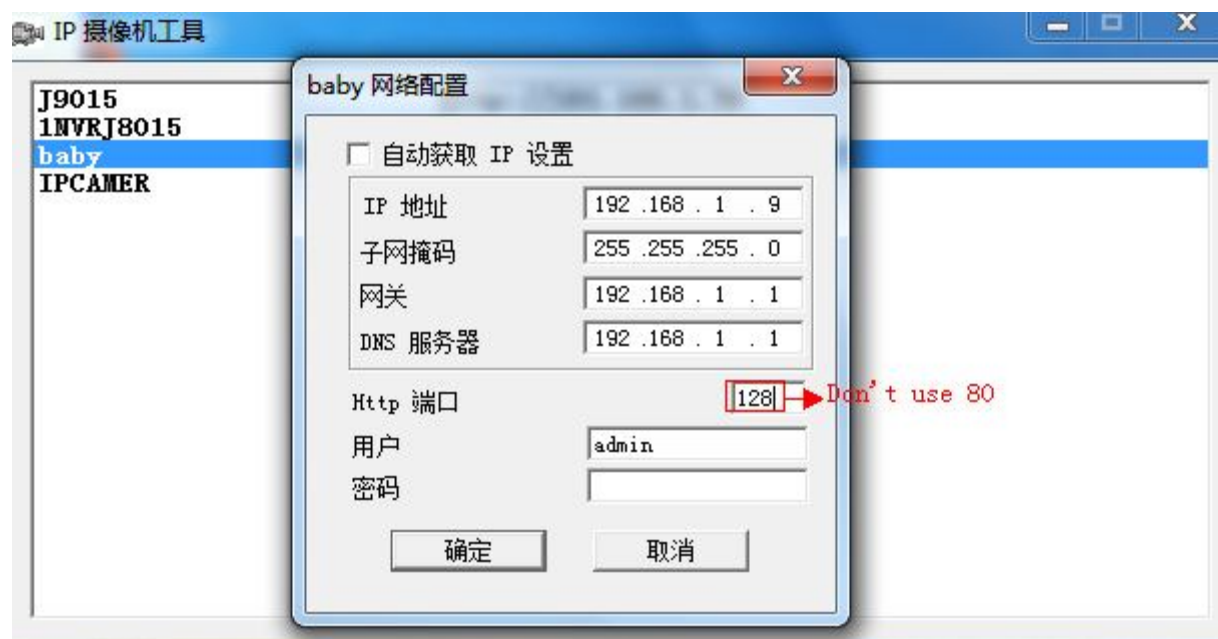 IP 摄像机工具
J9015
1NVRJ8015
baby
IPCAMER
baby 网络配置
自动获取 IP 设置
IP 地址 192 .168 . 1 . 9
子网掩码 255 .255 .255 . 0
网关 192 .168 . 1 . 1
DNS 服务器 192 .168 . 1 . 1
Http 端口 128 Don't use 80
用户 admin
密码
确定 取消